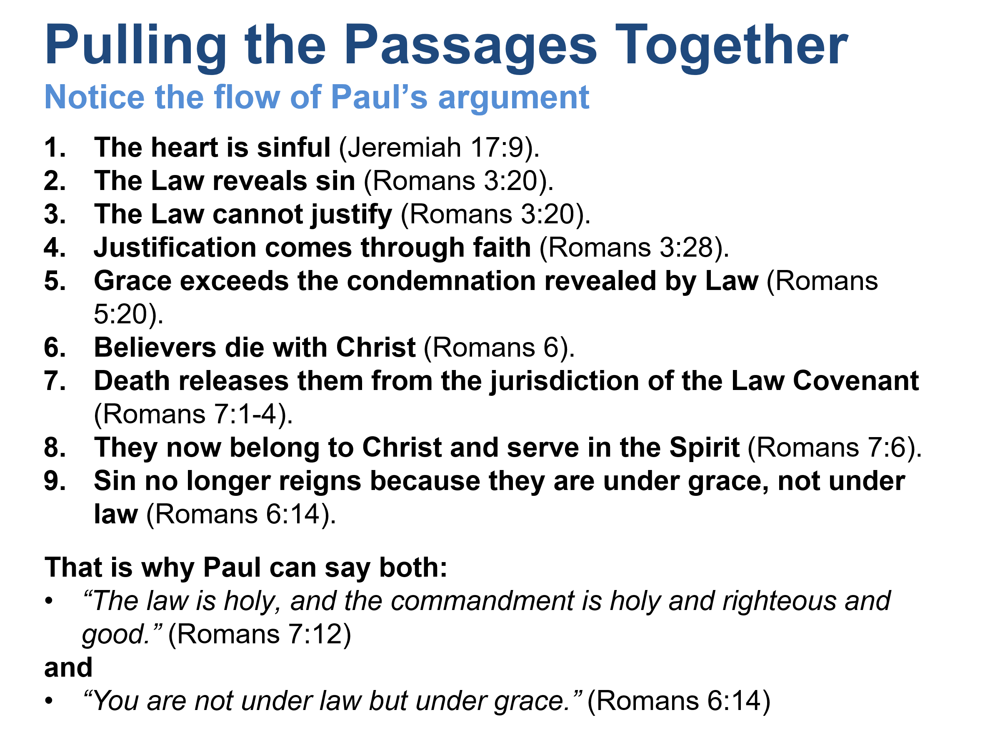 Pulling the Passages Together
Notice the flow of Paul’s argument
1. The heart is sinful (Jeremiah 17:9).
2. The Law reveals sin (Romans 3:20).
3. The Law cannot justify (Romans 3:20).
4. Justification comes through faith (Romans 3:28).
5. Grace exceeds the condemnation revealed by Law (Romans
5:20).
6. Believers die with Christ (Romans 6).
7. Death releases them from the jurisdiction of the Law Covenant
(Romans 7:1-4).
8. They now belong to Christ and serve in the Spirit (Romans 7:6).
9. Sin no longer reigns because they are under grace, not under
law (Romans 6:14).
That is why Paul can say both:
• “The law is holy, and the commandment is holy and righteous and
good.” (Romans 7:12)
and
• “You are not under law but under grace.” (Romans 6:14)